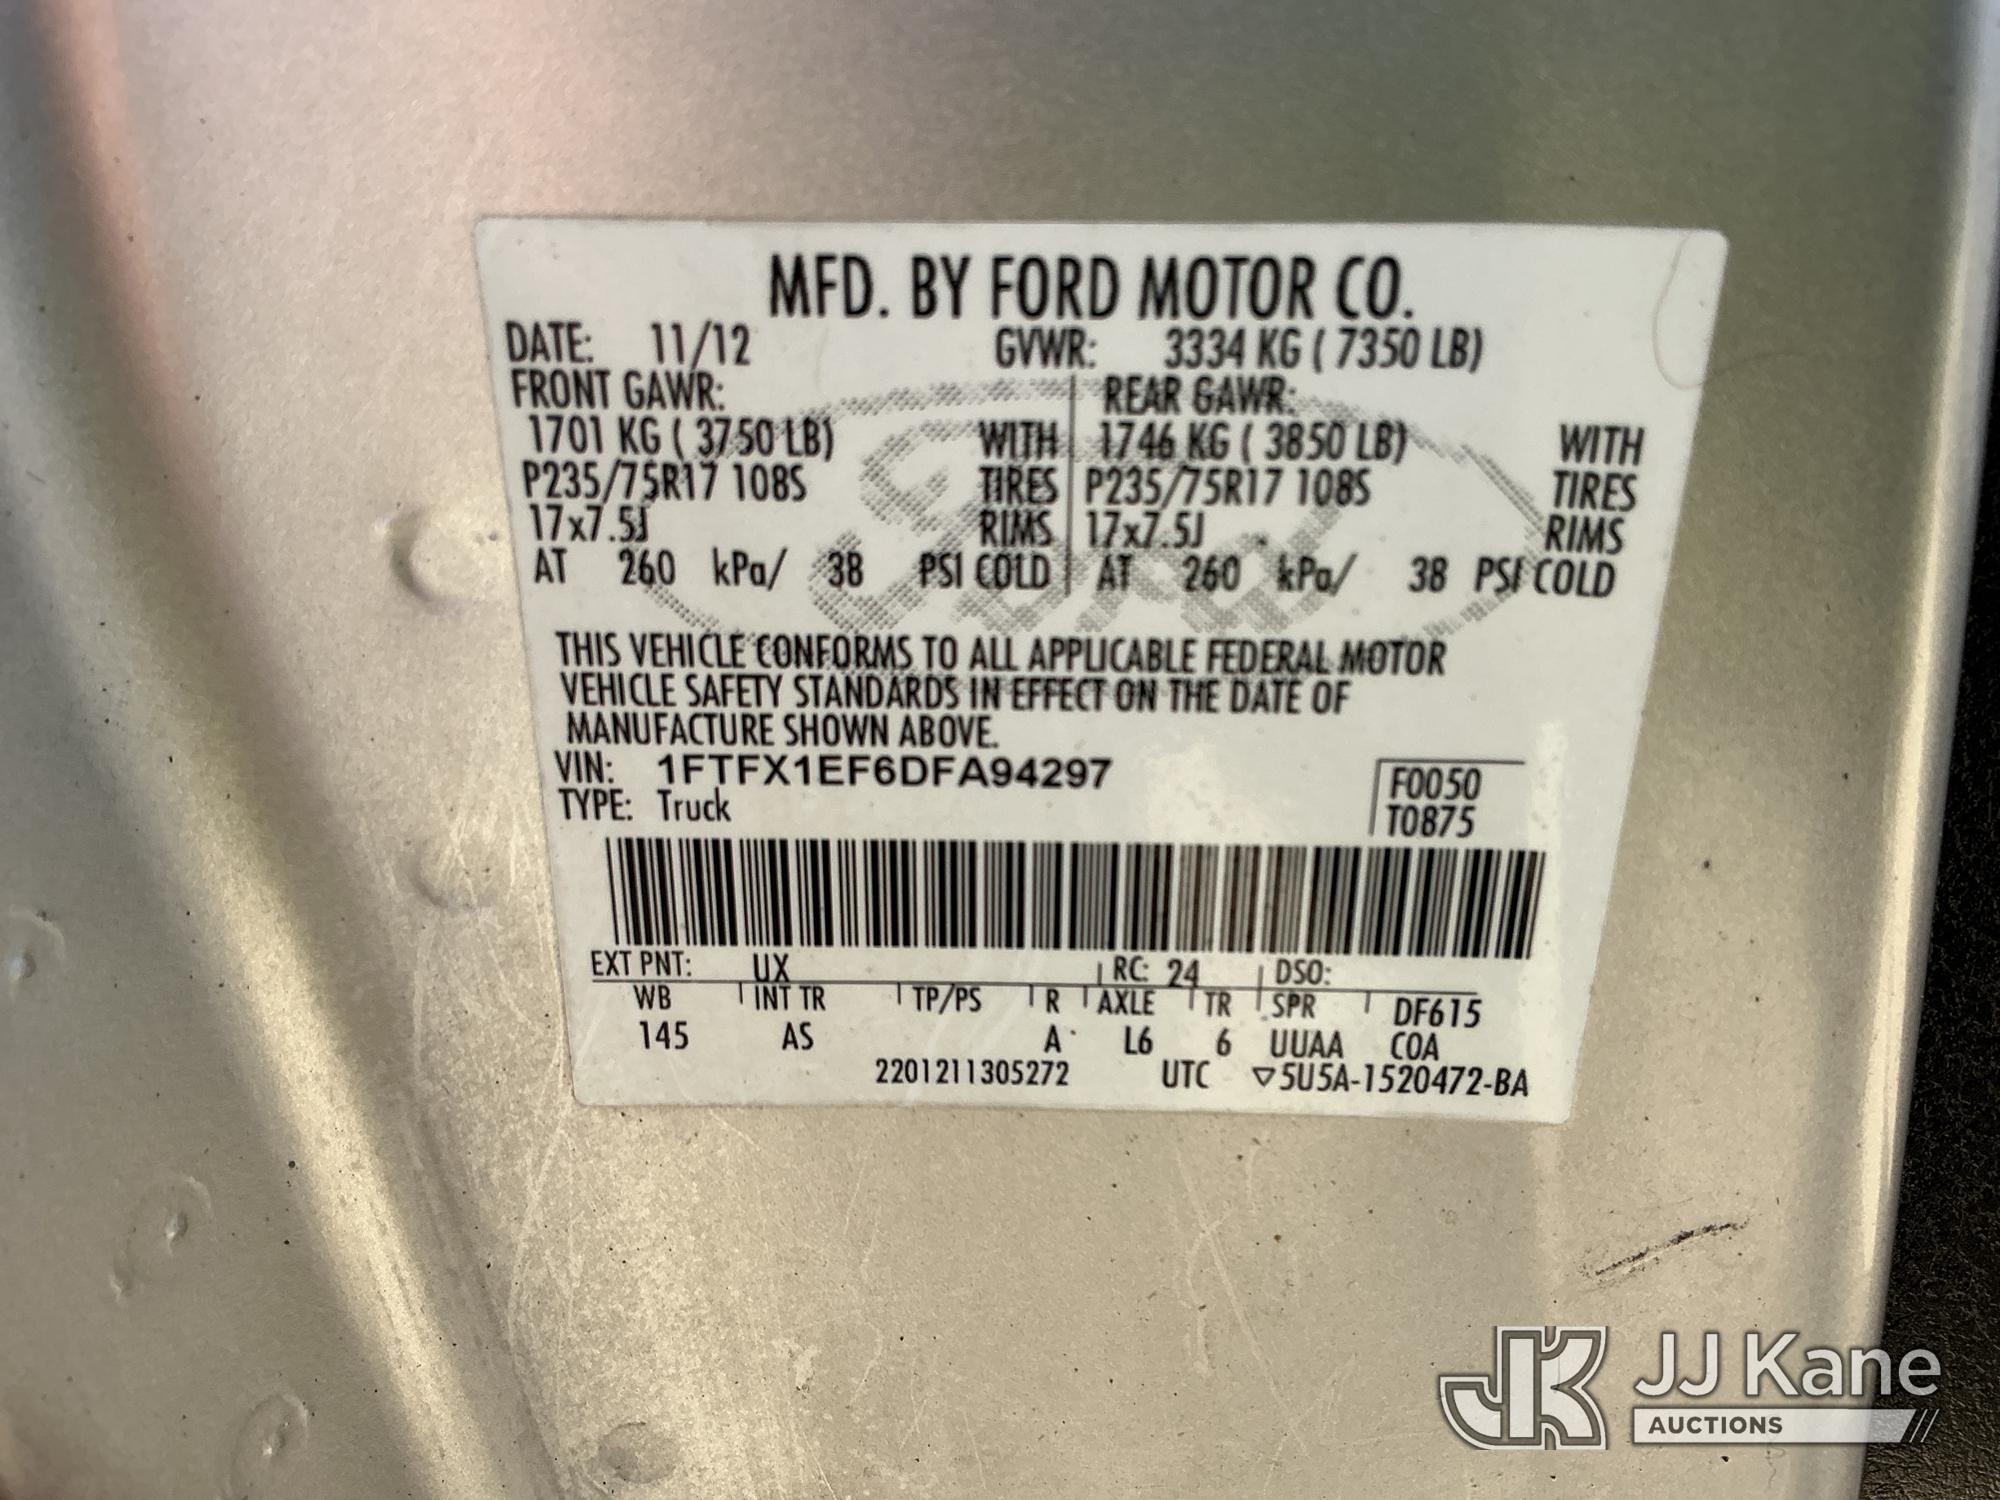 MFD. BY FORD MOTOR CO.
DATE: 11/12 GVWR: 3334 KG ( 7350 LB)
FRONT GAWR: REAR GAWR:
1701 KG ( 3750 LB) WITH 1746 KG ( 3850 LB) WITH
P235/75R17 108S TIRES P235/75R17 108S TIRES
17x7.5J RIMS 17x7.5J RIMS
AT 260 kPa/ 38 PSI COLD AT 260 kPa/ 38 PSI COLD
THIS VEHICLE CONFORMS TO ALL APPLICABLE FEDERAL MOTOR
VEHICLE SAFETY STANDARDS IN EFFECT ON THE DATE OF
MANUFACTURE SHOWN ABOVE.
VIN: 1FTFX1EF6DFA94297 F0050
TYPE: Truck T0875
EXT PNT: UX RC: 24 DSO:
WB INT TR TP/PS R AXLE TR SPR DF615
145 AS A L6 6 UUAA COA
2201211305272 UTC ▽5U5A-1520472-BA
JK JJ Kane
AUCTIONS